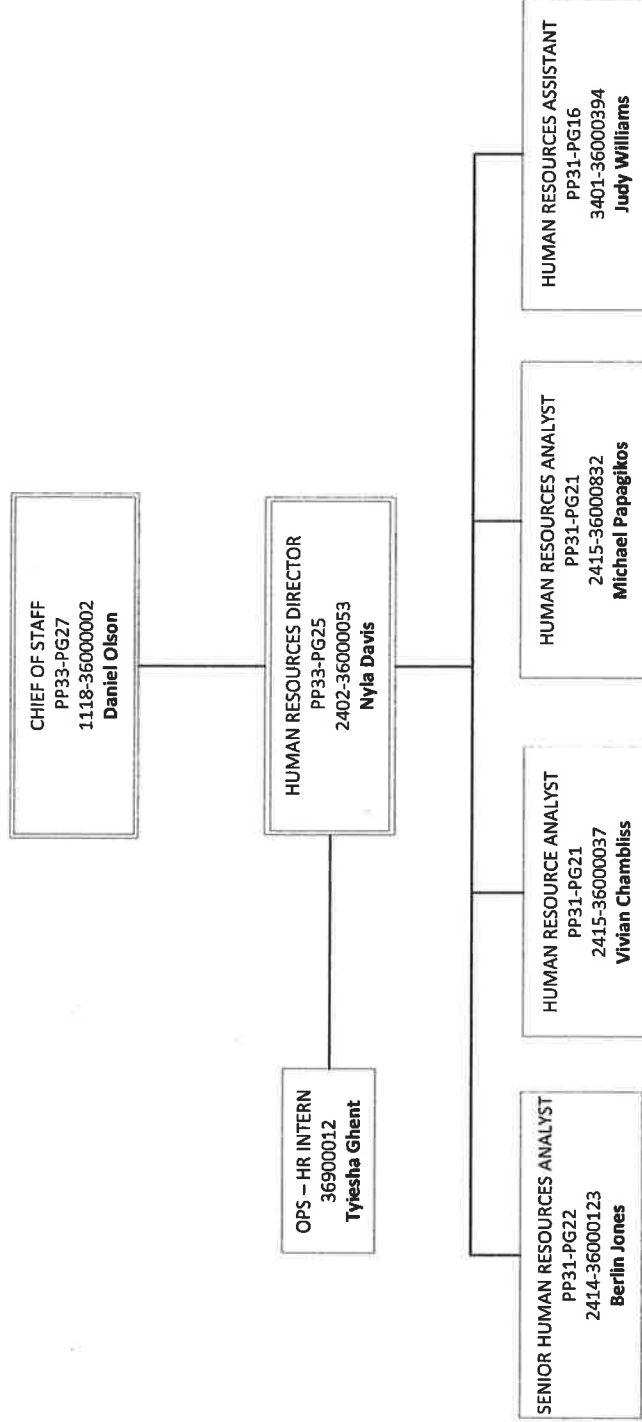 CHIEF OF STAFF
PP33-PG27
1118-36000002
Daniel Olson
HUMAN RESOURCES DIRECTOR
PP33-PG25
2402-36000053
Nyla Davis
OPS – HR INTERN
36900012
Tyiesha Ghent
SENIOR HUMAN RESOURCES ANALYST
PP31-PG22
2414-36000123
Berlin Jones
HUMAN RESOURCE ANALYST
PP31-PG21
2415-36000037
Vivian Chambliss
HUMAN RESOURCES ANALYST
PP31-PG21
2415-36000832
Michael Papagikos
HUMAN RESOURCES ASSISTANT
PP31-PG16
3401-36000394
Judy Williams